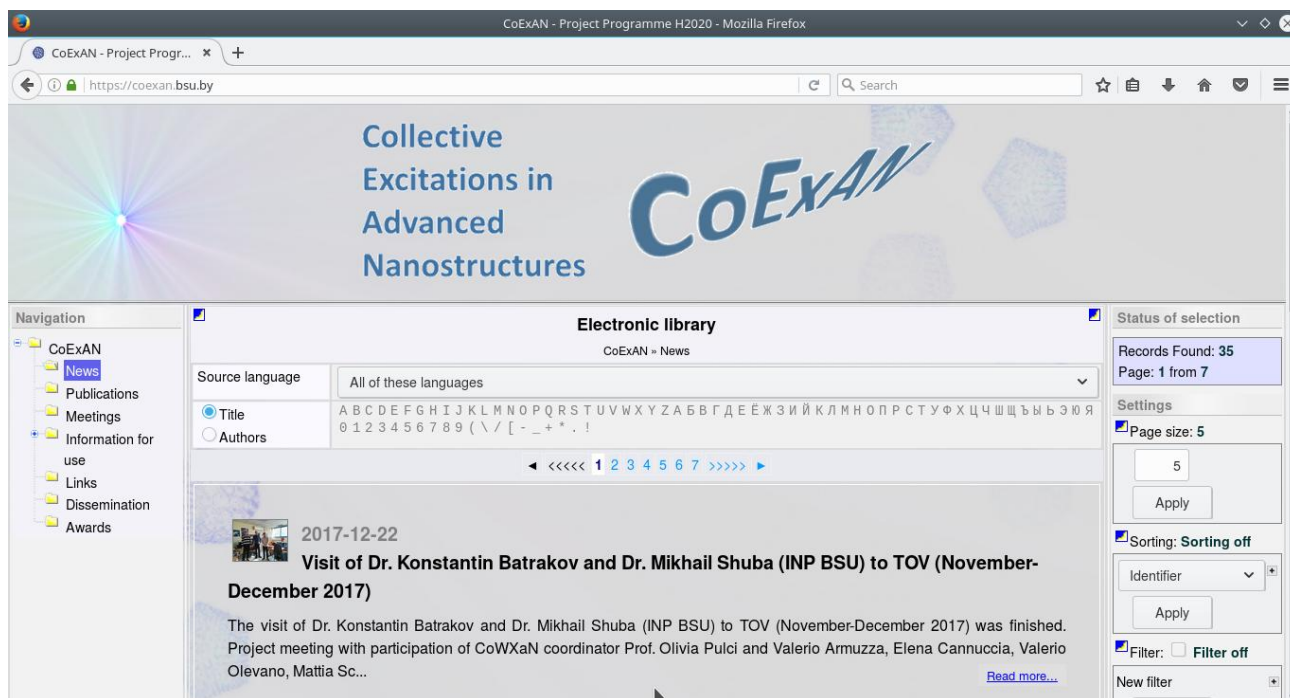 CoExAN - Project Programme H2020 - Mozilla Firefox
CoExAN - Project Progr...
https://coexan.bsu.by
Search
Collective
Excitations in
Advanced
Nanostructures
CoExAN
Navigation
CoExAN
News
Publications
Meetings
Information for
use
Links
Dissemination
Awards
Electronic library
CoExAN » News
Source language
All of these languages
Title
Authors
A B C D E F G H I J K L M N O P Q R S T U V W X Y Z А Б В Г Д Е Ё Ж З И Й К Л М Н О П Р С Т У Ф Х Ц Ч Ш Щ Ъ Ы Ь Э Ю Я
0 1 2 3 4 5 6 7 8 9 ( \ / [ - _ + * . !
◄ <<<<< 1 2 3 4 5 6 7 >>>>> ►
2017-12-22
Visit of Dr. Konstantin Batrakov and Dr. Mikhail Shuba (INP BSU) to TOV (November-
December 2017)
The visit of Dr. Konstantin Batrakov and Dr. Mikhail Shuba (INP BSU) to TOV (November-December 2017) was finished.
Project meeting with participation of CoWXaN coordinator Prof. Olivia Pulci and Valerio Armuzza, Elena Cannuccia, Valerio
Olevano, Mattia Sc...
Read more...
Status of selection
Records Found: 35
Page: 1 from 7
Settings
Page size: 5
5
Apply
Sorting: Sorting off
Identifier
Apply
Filter: Filter off
New filter